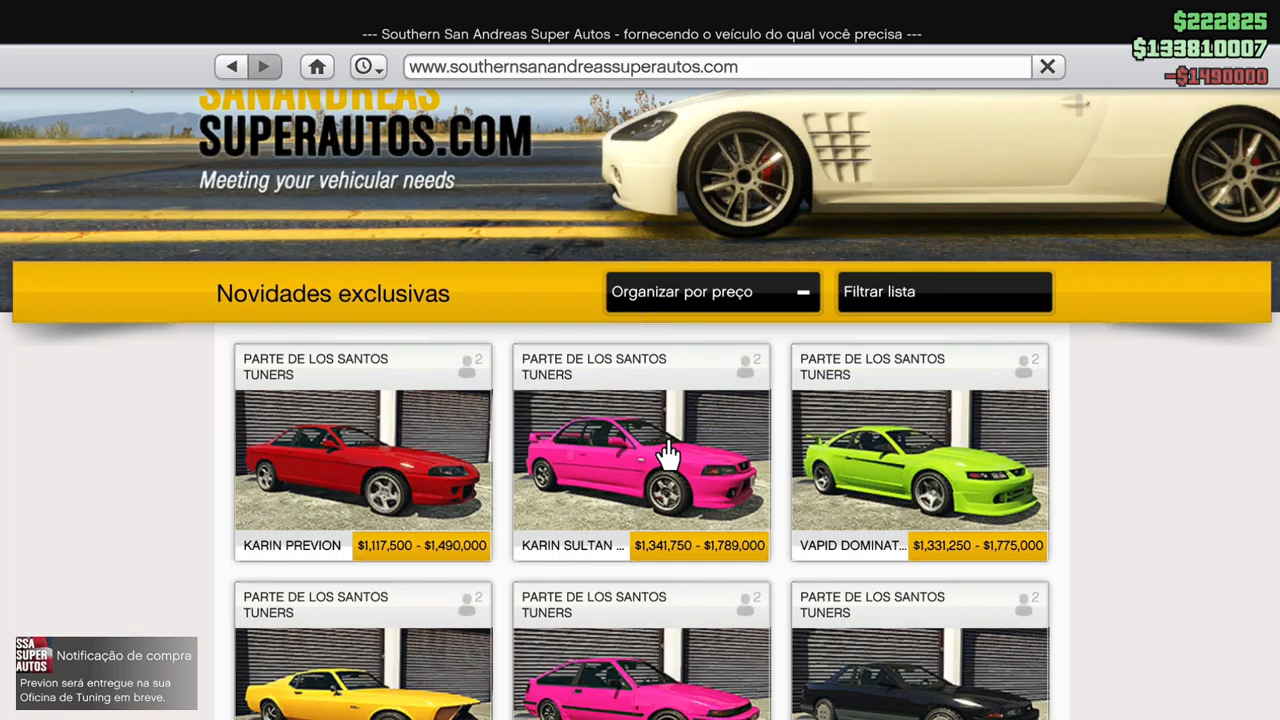 --- Southern San Andreas Super Autos - fornecendo o veículo do qual você precisa ---
$222825
$133810007
-$1490000
www.southernsanandreassuperautos.com
SANANDREAS
SUPERAUTOS.COM
Meeting your vehicular needs
Novidades exclusivas
Organizar por preço
Filtrar lista
PARTE DE LOS SANTOS
TUNERS
2
KARIN PREVION
$1,117,500 - $1,490,000
PARTE DE LOS SANTOS
TUNERS
2
KARIN SULTAN ...
$1,341,750 - $1,789,000
PARTE DE LOS SANTOS
TUNERS
2
VAPID DOMINAT...
$1,331,250 - $1,775,000
PARTE DE LOS SANTOS
TUNERS
2
PARTE DE LOS SANTOS
TUNERS
2
PARTE DE LOS SANTOS
TUNERS
2
SSA
SUPER
AUTOS
Notificação de compra
Previon será entregue na sua
Oficina de Tuning em breve.